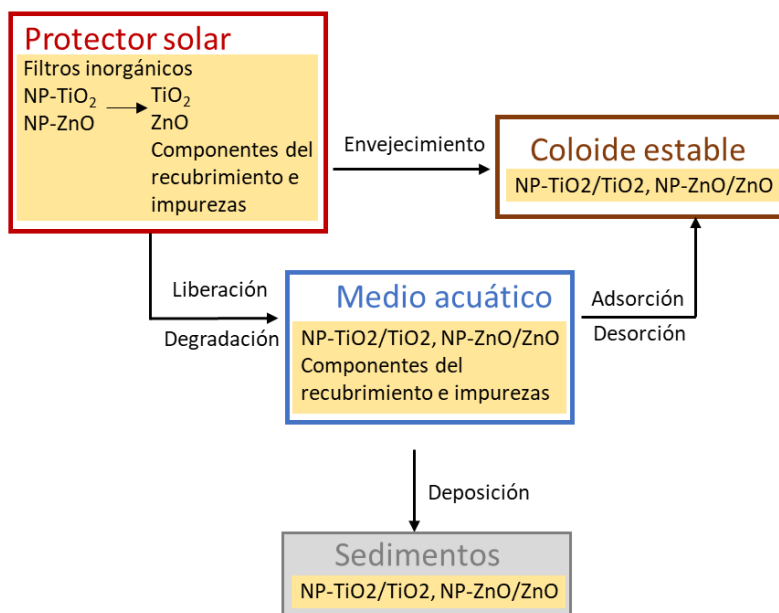 Protector solar
Filtros inorgánicos
NP-TiO₂ → TiO₂
NP-ZnO ZnO
Componentes del
recubrimiento e
impurezas
Envejecimiento
Coloide estable
NP-TiO2/TiO2, NP-ZnO/ZnO
Liberación
Degradación
Medio acuático
NP-TiO2/TiO2, NP-ZnO/ZnO
Componentes del
recubrimiento e impurezas
Adsorción
Desorción
Deposición
Sedimentos
NP-TiO2/TiO2, NP-ZnO/ZnO